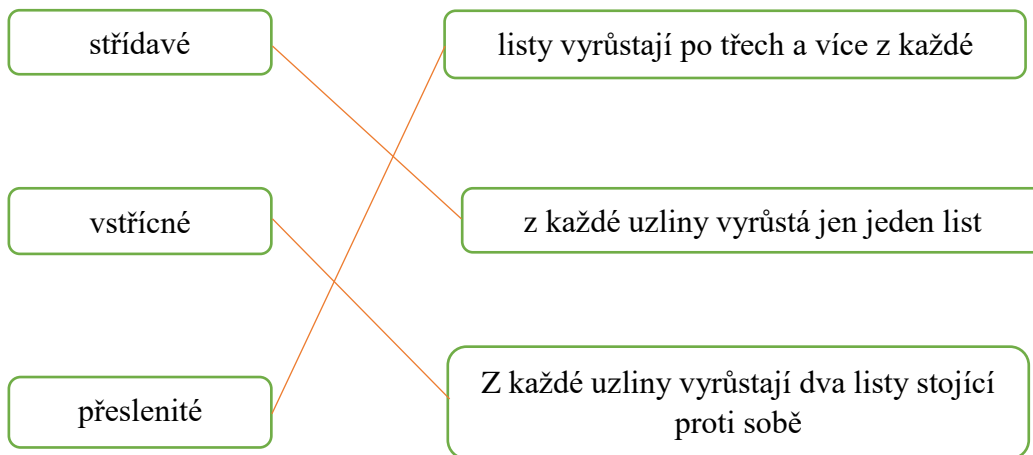 střídavé
listy vyrůstají po třech a více z každé
vstřícné
z každé uzliny vyrůstá jen jeden list
přeslenité
Z každé uzliny vyrůstají dva listy stojící
proti sobě